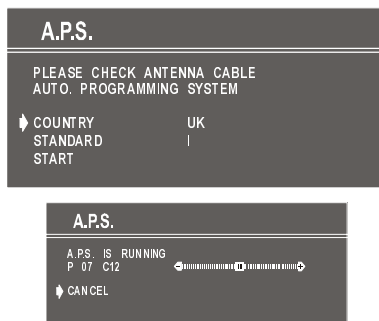 A.P.S.
PLEASE CHECK ANTENNA CABLE
AUTO. PROGRAMMING SYSTEM
COUNTRY UK
STANDARD I
START
A.P.S.
A.P.S. IS RUNNING
P 07 C12
CANCEL